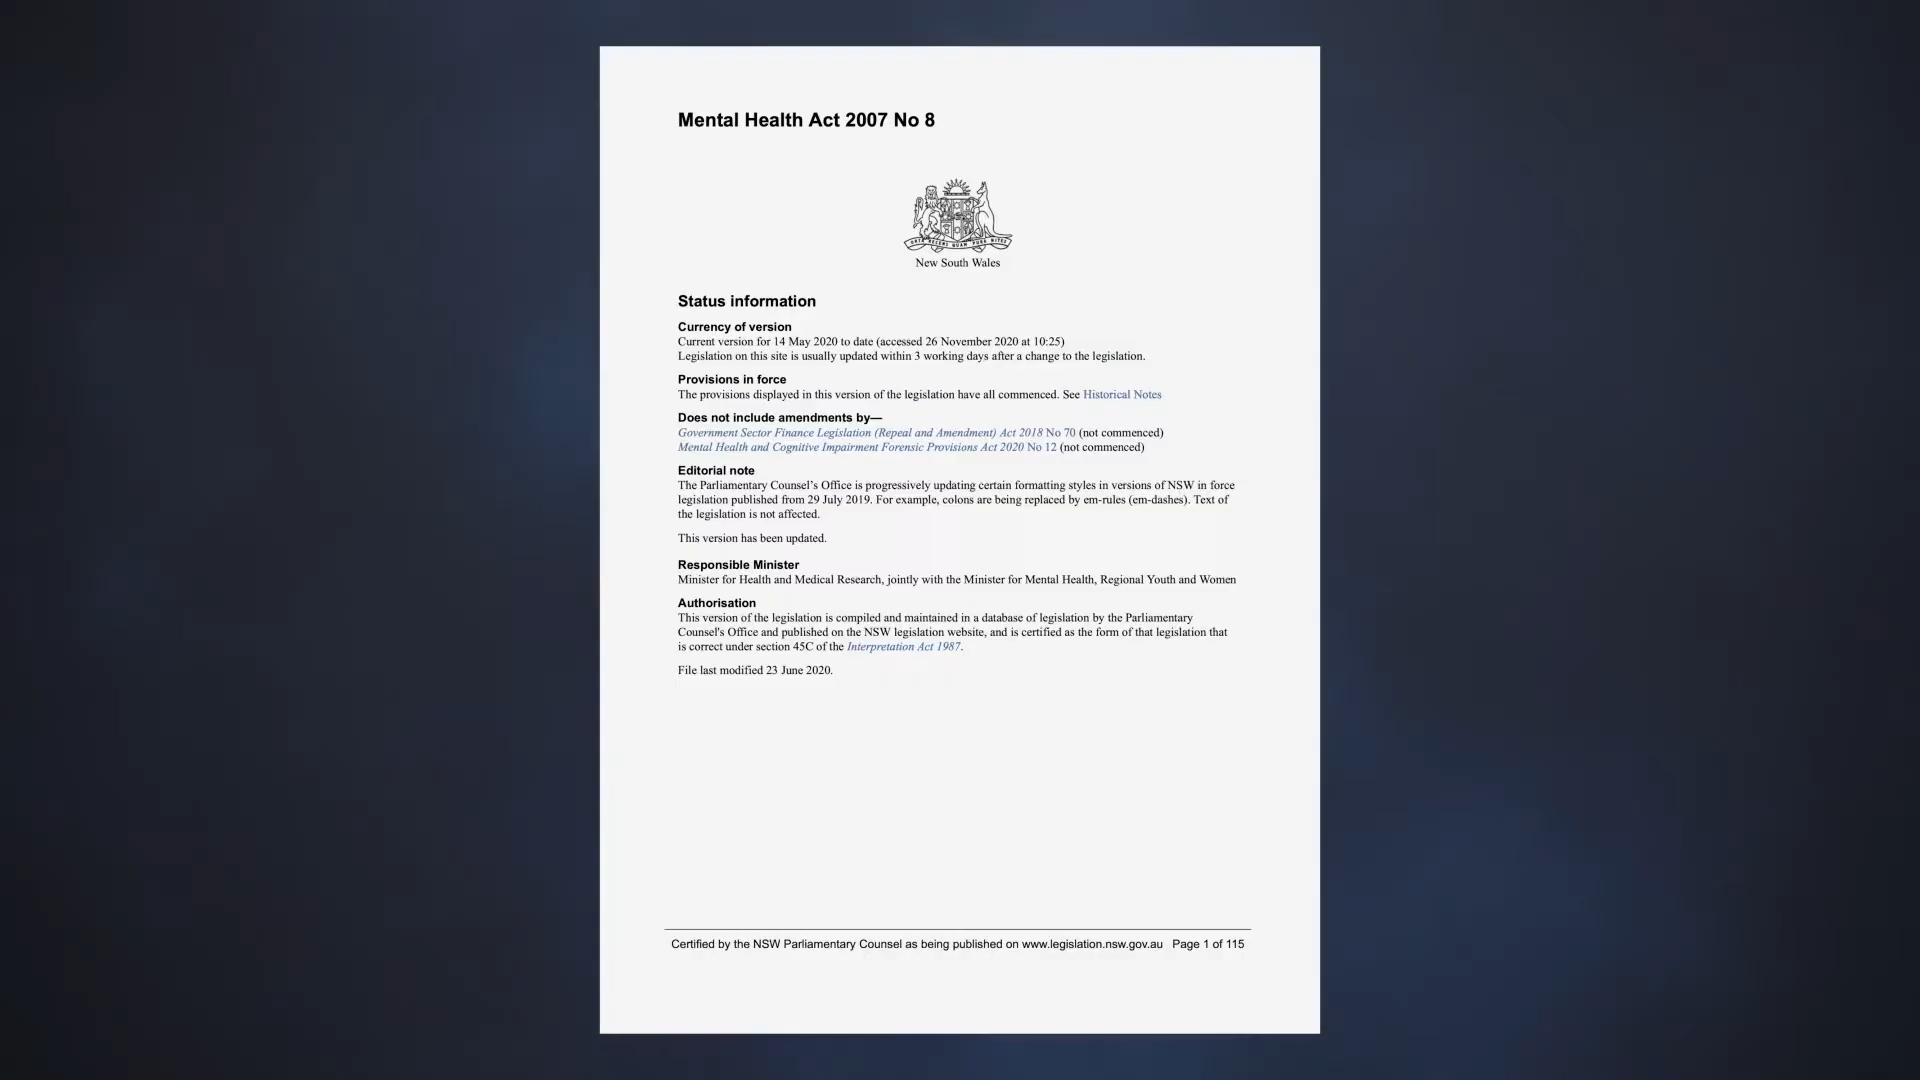 Mental Health Act 2007 No 8
ORTA RECENS QUAM PURA NITES
New South Wales
Status information
Currency of version
Current version for 14 May 2020 to date (accessed 26 November 2020 at 10:25)
Legislation on this site is usually updated within 3 working days after a change to the legislation.
Provisions in force
The provisions displayed in this version of the legislation have all commenced. See Historical Notes
Does not include amendments by—
Government Sector Finance Legislation (Repeal and Amendment) Act 2018 No 70 (not commenced)
Mental Health and Cognitive Impairment Forensic Provisions Act 2020 No 12 (not commenced)
Editorial note
The Parliamentary Counsel’s Office is progressively updating certain formatting styles in versions of NSW in force
legislation published from 29 July 2019. For example, colons are being replaced by em-rules (em-dashes). Text of
the legislation is not affected.
This version has been updated.
Responsible Minister
Minister for Health and Medical Research, jointly with the Minister for Mental Health, Regional Youth and Women
Authorisation
This version of the legislation is compiled and maintained in a database of legislation by the Parliamentary
Counsel's Office and published on the NSW legislation website, and is certified as the form of that legislation that
is correct under section 45C of the Interpretation Act 1987.
File last modified 23 June 2020.
Certified by the NSW Parliamentary Counsel as being published on www.legislation.nsw.gov.au Page 1 of 115